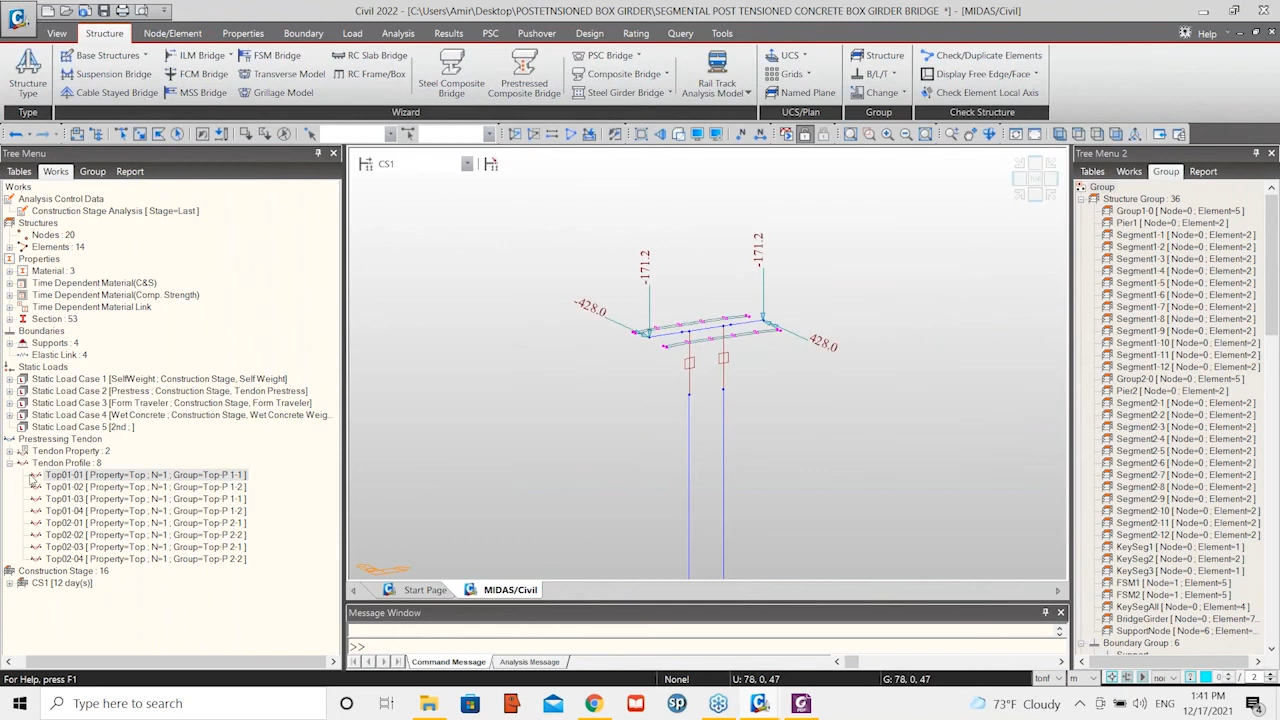 Civil 2022 - [C:\Users\Amir\Desktop\POSTETNSIONED BOX GIRDER\SEGMENTAL POST TENSIONED CONCRETE BOX GIRDER BRIDGE *] - [MIDAS/Civil]
View Structure Node/Element Properties Boundary Load Analysis Results PSC Pushover Design Rating Query Tools Help
Structure Type
Base Structures
Suspension Bridge
Cable Stayed Bridge
ILM Bridge
FCM Bridge
MSS Bridge
FSM Bridge
Transverse Model
Grillage Model
RC Slab Bridge
RC Frame/Box
Steel Composite Bridge
Prestressed Composite Bridge
PSC Bridge
Composite Bridge
Steel Girder Bridge
Rail Track Analysis Model
UCS
Grids
Named Plane
Structure
B/L/T
Change
Check/Duplicate Elements
Display Free Edge/Face
Check Element Local Axis
Type Wizard UCS/Plan Group Check Structure
Tree Menu
Tables Works Group Report
Works
Analysis Control Data
Construction Stage Analysis [ Stage=Last ]
Structures
Nodes : 20
Elements : 14
Properties
Material : 3
Time Dependent Material(C&S)
Time Dependent Material(Comp. Strength)
Time Dependent Material Link
Section : 53
Boundaries
Supports : 4
Elastic Link : 4
Static Loads
Static Load Case 1 [SelfWeight ; Construction Stage, Self Weight]
Static Load Case 2 [Prestress ; Construction Stage, Tendon Prestress]
Static Load Case 3 [Form Traveler ; Construction Stage, Form Traveler]
Static Load Case 4 [Wet Concrete ; Construction Stage, Wet Concrete Weig...
Static Load Case 5 [2nd ; ]
Prestressing Tendon
Tendon Property : 2
Tendon Profile : 8
Top01-01 [ Property=Top ; N=1 ; Group=Top-P 1-1 ]
Top01-02 [ Property=Top ; N=1 ; Group=Top-P 1-2 ]
Top01-03 [ Property=Top ; N=1 ; Group=Top-P 1-1 ]
Top01-04 [ Property=Top ; N=1 ; Group=Top-P 1-2 ]
Top02-01 [ Property=Top ; N=1 ; Group=Top-P 2-1 ]
Top02-02 [ Property=Top ; N=1 ; Group=Top-P 2-2 ]
Top02-03 [ Property=Top ; N=1 ; Group=Top-P 2-1 ]
Top02-04 [ Property=Top ; N=1 ; Group=Top-P 2-2 ]
Construction Stage : 16
CS1 [12 day(s)]
CS1
-171.2
-171.2
-428.0
428.0
Start Page MIDAS/Civil
Message Window
>>
Command Message Analysis Message
Tree Menu 2
Tables Works Group Report
Group
Structure Group : 36
Group1-0 [ Node=0 ; Element=5 ]
Pier1 [ Node=0 ; Element=2 ]
Segment1-1 [ Node=0 ; Element=2 ]
Segment1-2 [ Node=0 ; Element=2 ]
Segment1-3 [ Node=0 ; Element=2 ]
Segment1-4 [ Node=0 ; Element=2 ]
Segment1-5 [ Node=0 ; Element=2 ]
Segment1-6 [ Node=0 ; Element=2 ]
Segment1-7 [ Node=0 ; Element=2 ]
Segment1-8 [ Node=0 ; Element=2 ]
Segment1-9 [ Node=0 ; Element=2 ]
Segment1-10 [ Node=0 ; Element=2 ]
Segment1-11 [ Node=0 ; Element=2 ]
Segment1-12 [ Node=0 ; Element=2 ]
Group2-0 [ Node=0 ; Element=5 ]
Pier2 [ Node=0 ; Element=2 ]
Segment2-1 [ Node=0 ; Element=2 ]
Segment2-2 [ Node=0 ; Element=2 ]
Segment2-3 [ Node=0 ; Element=2 ]
Segment2-4 [ Node=0 ; Element=2 ]
Segment2-5 [ Node=0 ; Element=2 ]
Segment2-6 [ Node=0 ; Element=2 ]
Segment2-7 [ Node=0 ; Element=2 ]
Segment2-8 [ Node=0 ; Element=2 ]
Segment2-9 [ Node=0 ; Element=2 ]
Segment2-10 [ Node=0 ; Element=2 ]
Segment2-11 [ Node=0 ; Element=2 ]
Segment2-12 [ Node=0 ; Element=2 ]
KeySeg1 [ Node=0 ; Element=1 ]
KeySeg2 [ Node=0 ; Element=1 ]
KeySeg3 [ Node=0 ; Element=1 ]
FSM1 [ Node=1 ; Element=5 ]
FSM2 [ Node=1 ; Element=5 ]
KeySegAll [ Node=0 ; Element=4 ]
BridgeGirder [ Node=0 ; Element=7...
SupportNode [ Node=6 ; Element=...
Boundary Group : 6
For Help, press F1
None! U: 78, 0, 47 G: 78, 0, 47 tonf m non / 2
Type here to search
73°F Cloudy ENG 1:41 PM 12/17/2021 4